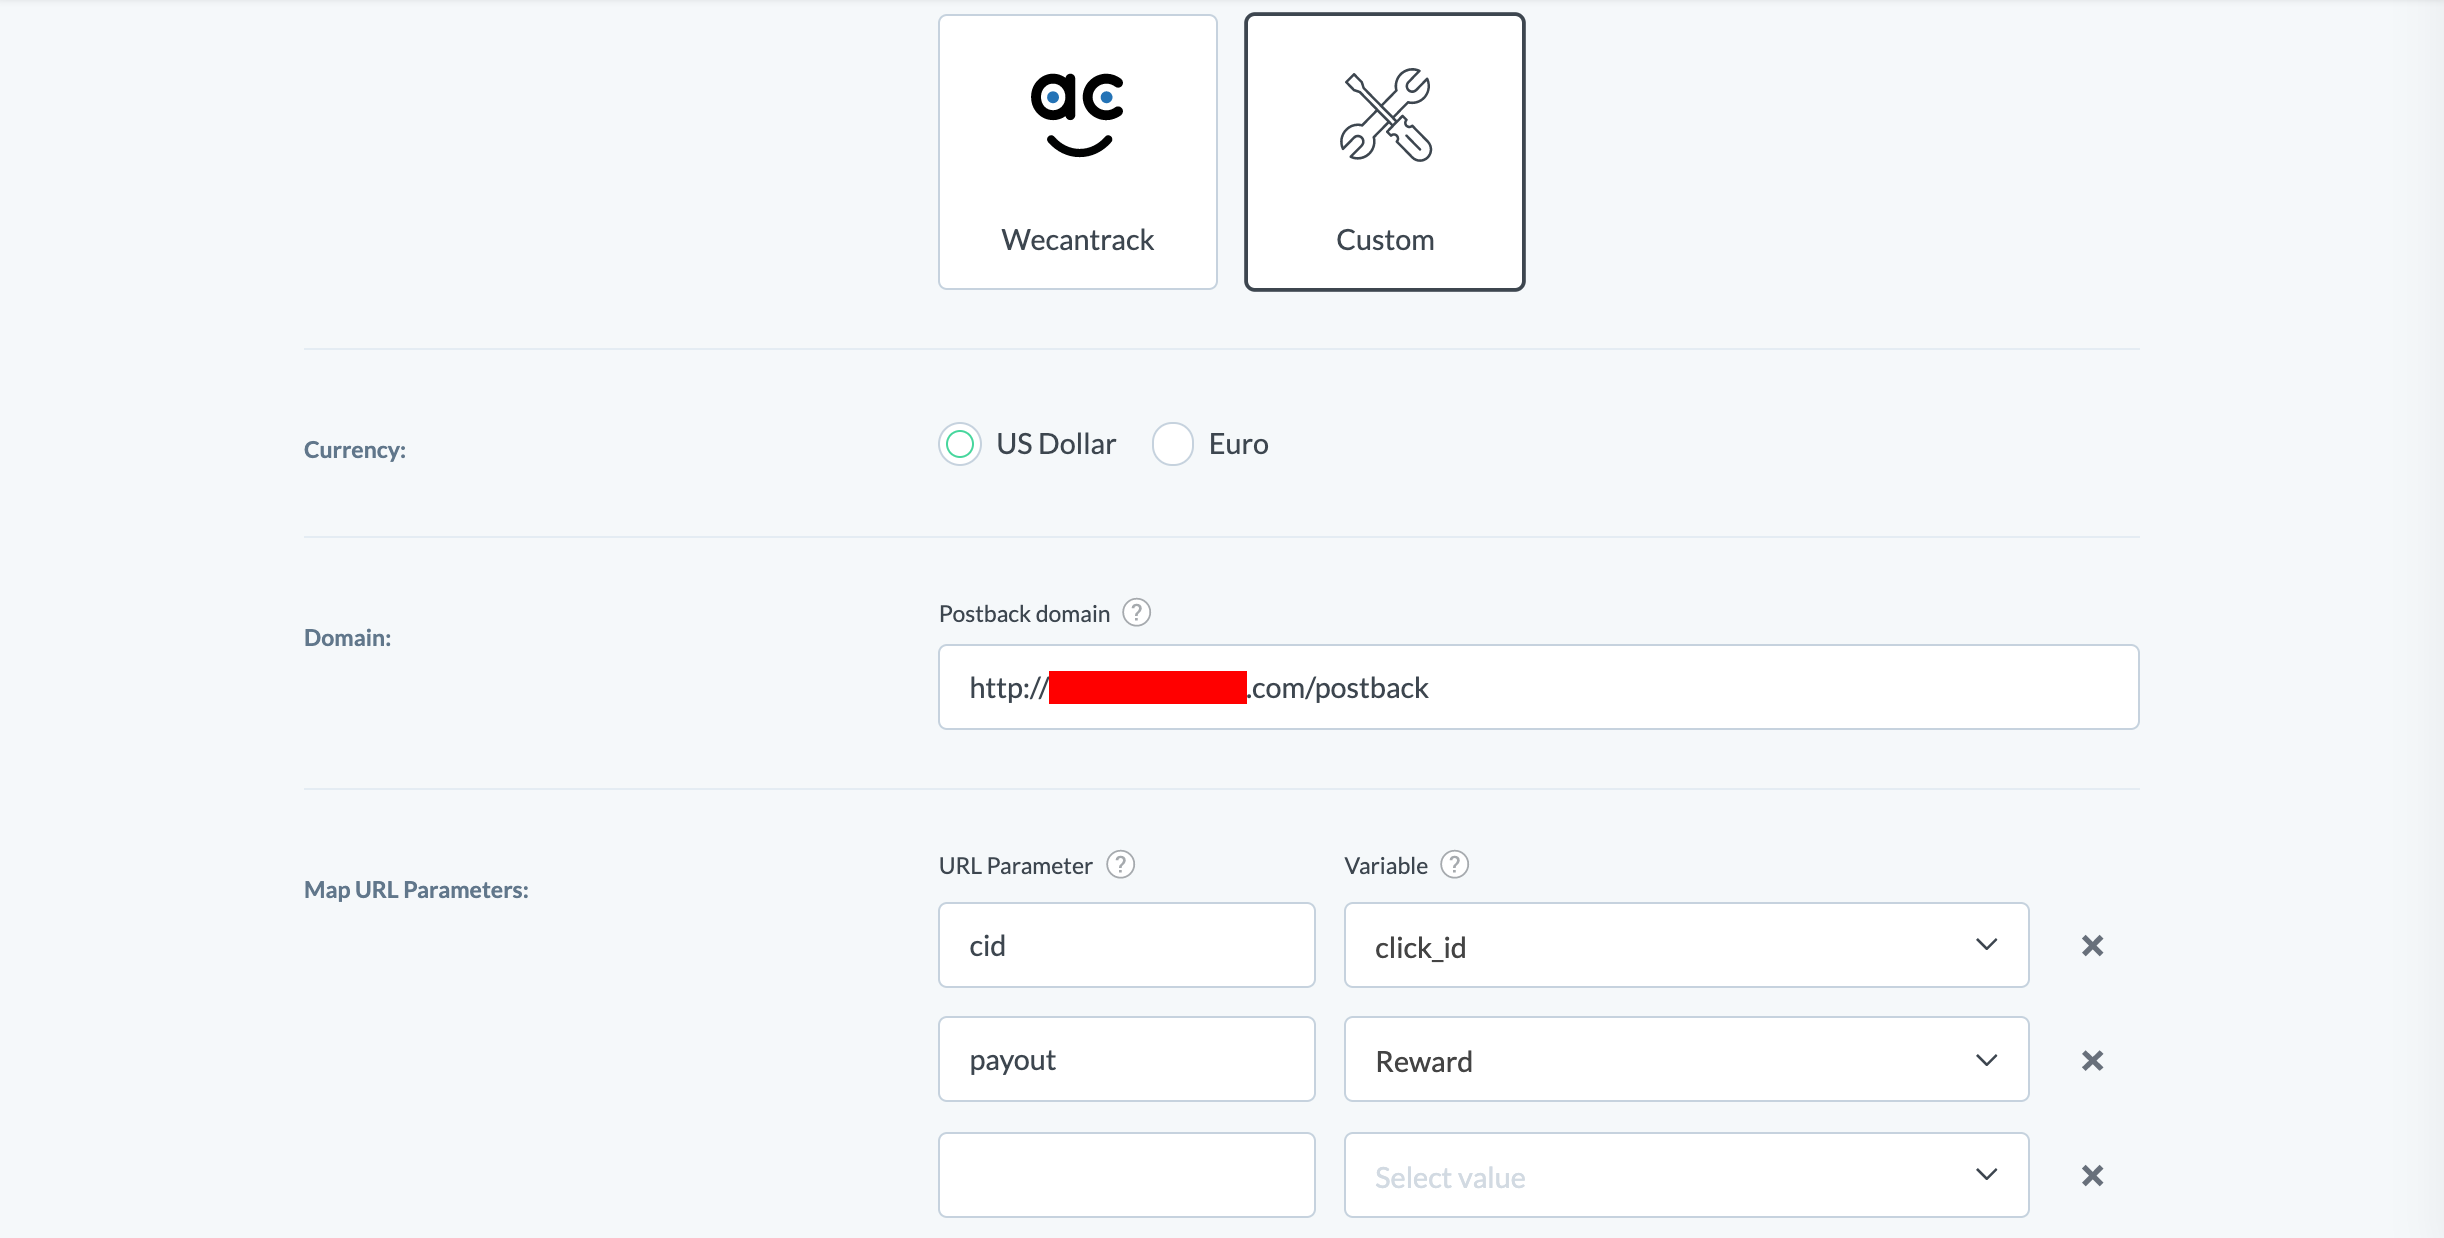 ac
Wecantrack
Custom
Currency:
US Dollar
Euro
Domain:
Postback domain ?
http://
.com/postback
Map URL Parameters:
URL Parameter ?
Variable ?
cid
click_id
payout
Reward
Select value